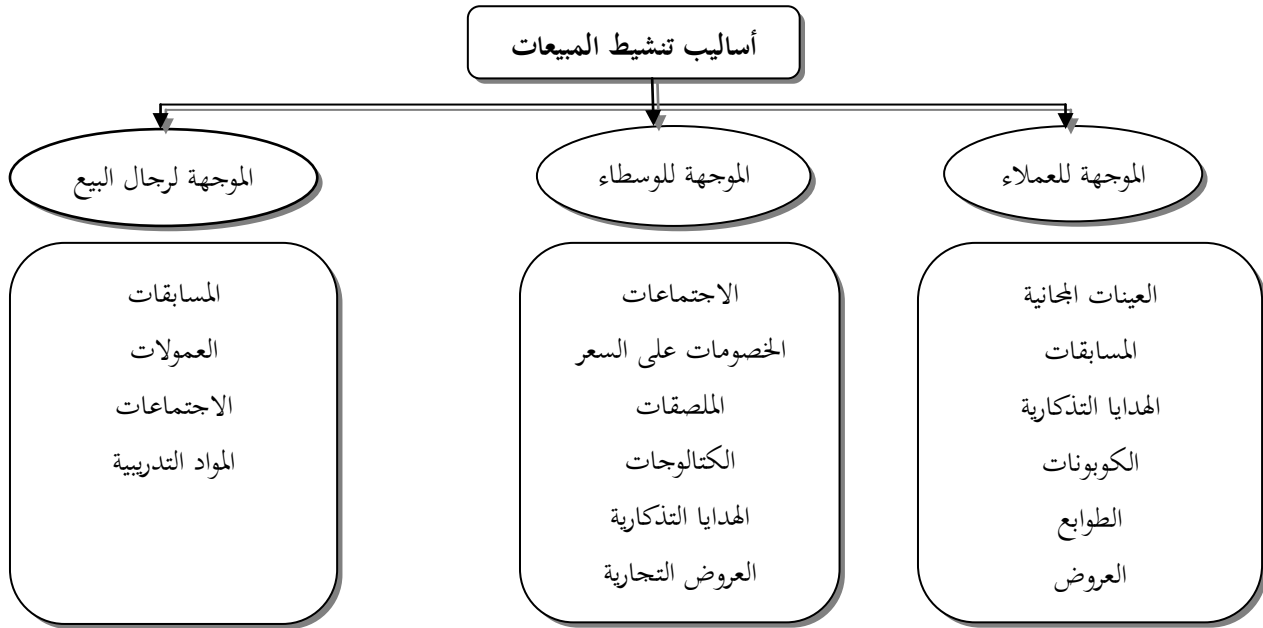 أساليب تنشيط المبيعات
الموجهة للعملاء
الموجهة للوسطاء
الموجهة لرجال البيع
العينات المجانية
المسابقات
الهدايا التذكارية
الكوبونات
الطوابع
العروض
الاجتماعات
الخصومات على السعر
الملصقات
الكتالوجات
الهدايا التذكارية
العروض التجارية
المسابقات
العمولات
الاجتماعات
المواد التدريبية